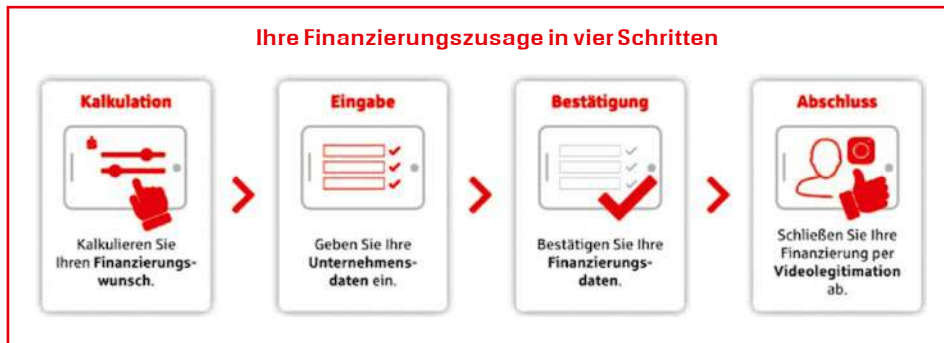 Ihre Finanzierungszusage in vier Schritten
Kalkulation
Kalkulieren Sie
Ihren Finanzierungs-
wunsch.
Eingabe
Geben Sie Ihre
Unternehmens-
daten ein.
Bestätigung
Bestätigen Sie Ihre
Finanzierungs-
daten.
Abschluss
Schließen Sie Ihre
Finanzierung per
Videolegitimation
ab.